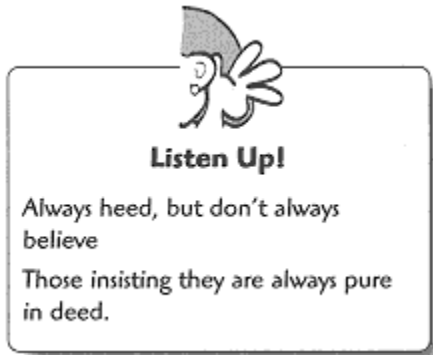 Listen Up!
Always heed, but don't always
believe
Those insisting they are always pure
in deed.